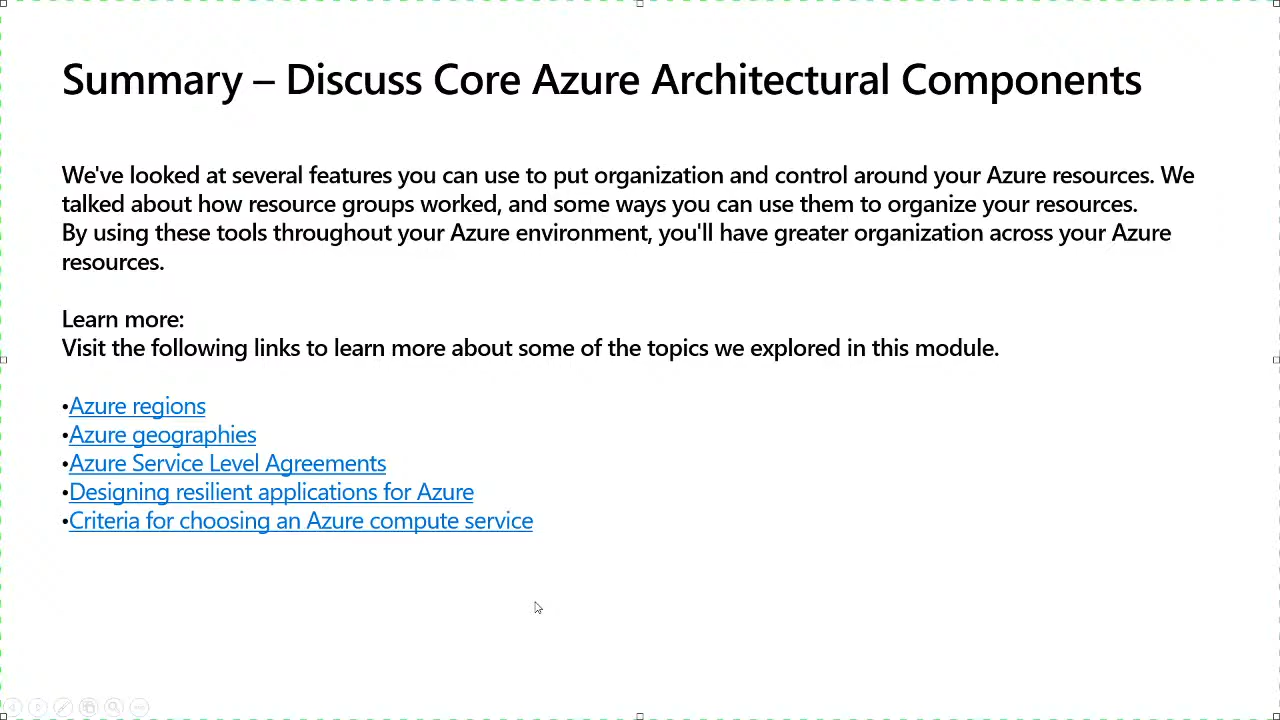 Summary – Discuss Core Azure Architectural Components
We've looked at several features you can use to put organization and control around your Azure resources. We
talked about how resource groups worked, and some ways you can use them to organize your resources.
By using these tools throughout your Azure environment, you'll have greater organization across your Azure
resources.
Learn more:
Visit the following links to learn more about some of the topics we explored in this module.
•Azure regions
•Azure geographies
•Azure Service Level Agreements
•Designing resilient applications for Azure
•Criteria for choosing an Azure compute service